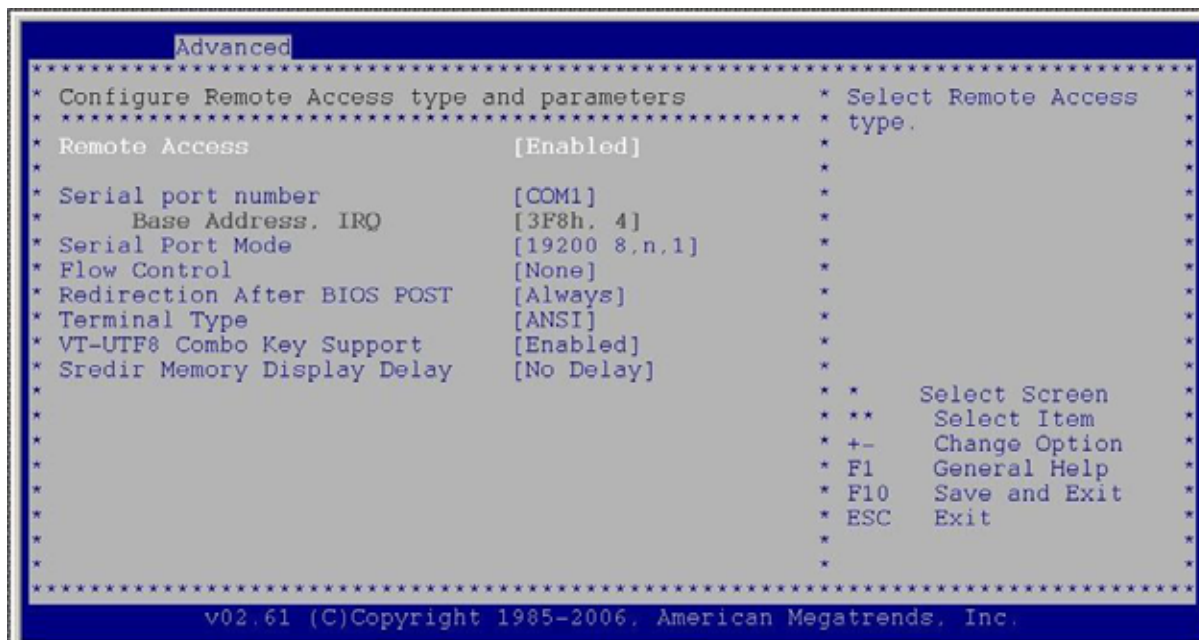 Advanced
Configure Remote Access type and parameters
Remote Access [Enabled]
Serial port number [COM1]
Base Address, IRQ [3F8h, 4]
Serial Port Mode [19200 8,n,1]
Flow Control [None]
Redirection After BIOS POST [Always]
Terminal Type [ANSI]
VT-UTF8 Combo Key Support [Enabled]
Sredir Memory Display Delay [No Delay]
Select Remote Access
type.
* Select Screen
** Select Item
+- Change Option
F1 General Help
F10 Save and Exit
ESC Exit
v02.61 (C)Copyright 1985-2006, American Megatrends, Inc.